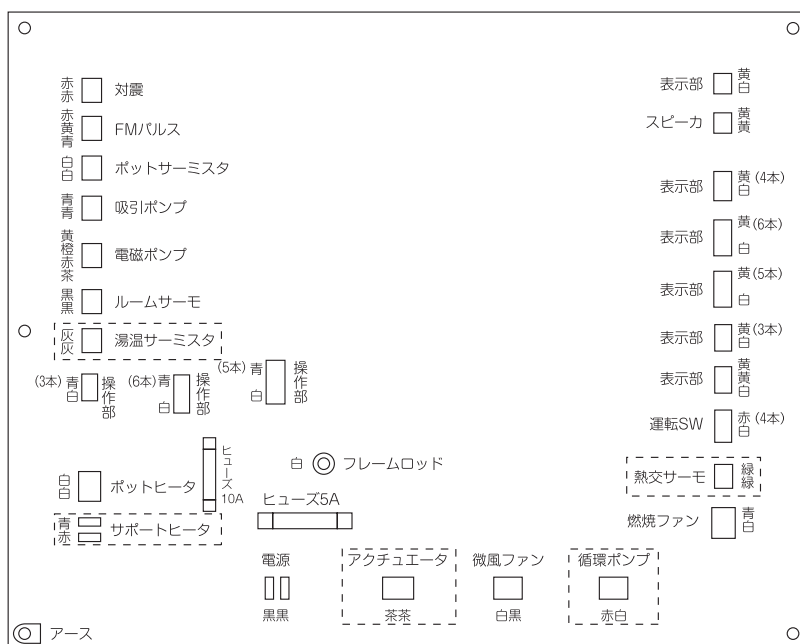 赤赤 対震
赤黄青 FMパルス
白白 ポットサーミスタ
青青 吸引ポンプ
黄橙赤茶 電磁ポンプ
黒黒 ルームサーモ
灰灰 湯温サーミスタ
(3本) 青白 操作部
(6本) 青白 操作部
(5本) 青白 操作部
白白 ポットヒータ
ヒューズ10A
青赤 サポートヒータ
白 フレームロッド
ヒューズ5A
表示部 黄白
スピーカ 黄黄
表示部 黄(4本)白
表示部 黄(6本)白
表示部 黄(5本)白
表示部 黄(3本)白
表示部 黄黄白
運転SW 赤(4本)白
熱交サーモ 緑緑
燃焼ファン 青白
電源
黒黒
アクチュエータ
茶茶
微風ファン
白黒
循環ポンプ
赤白
アース